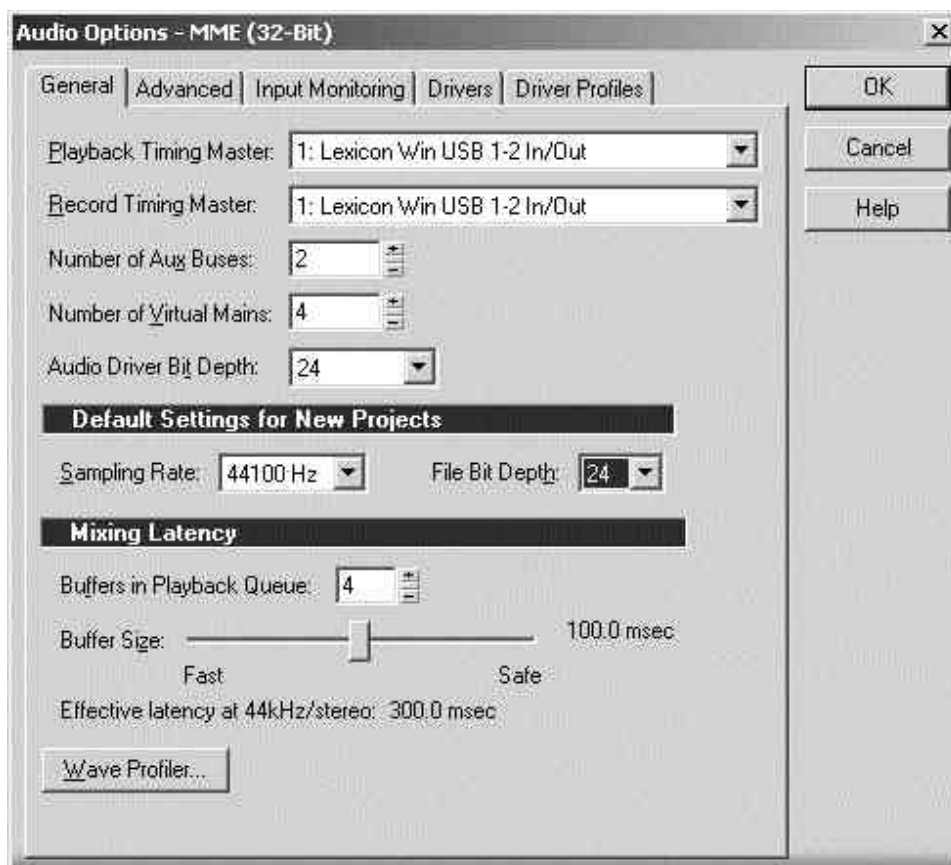 Audio Options - MME (32-Bit)
General Advanced Input Monitoring Drivers Driver Profiles
OK
Cancel
Help
Playback Timing Master: 1: Lexicon Win USB 1-2 In/Out
Record Timing Master: 1: Lexicon Win USB 1-2 In/Out
Number of Aux Buses: 2
Number of Virtual Mains: 4
Audio Driver Bit Depth: 24
Default Settings for New Projects
Sampling Rate: 44100 Hz File Bit Depth: 24
Mixing Latency
Buffers in Playback Queue: 4
Buffer Size: 100.0 msec
Fast Safe
Effective latency at 44kHz/stereo: 300.0 msec
Wave Profiler...